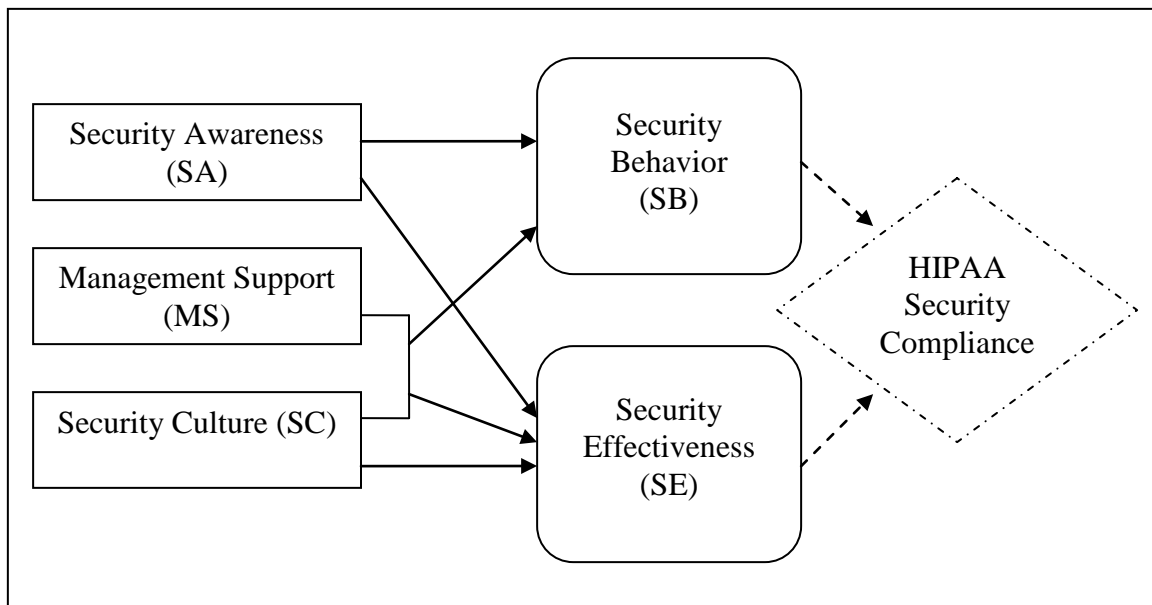 Security Awareness
(SA)
Management Support
(MS)
Security Culture (SC)
Security
Behavior
(SB)
Security
Effectiveness
(SE)
HIPAA
Security
Compliance